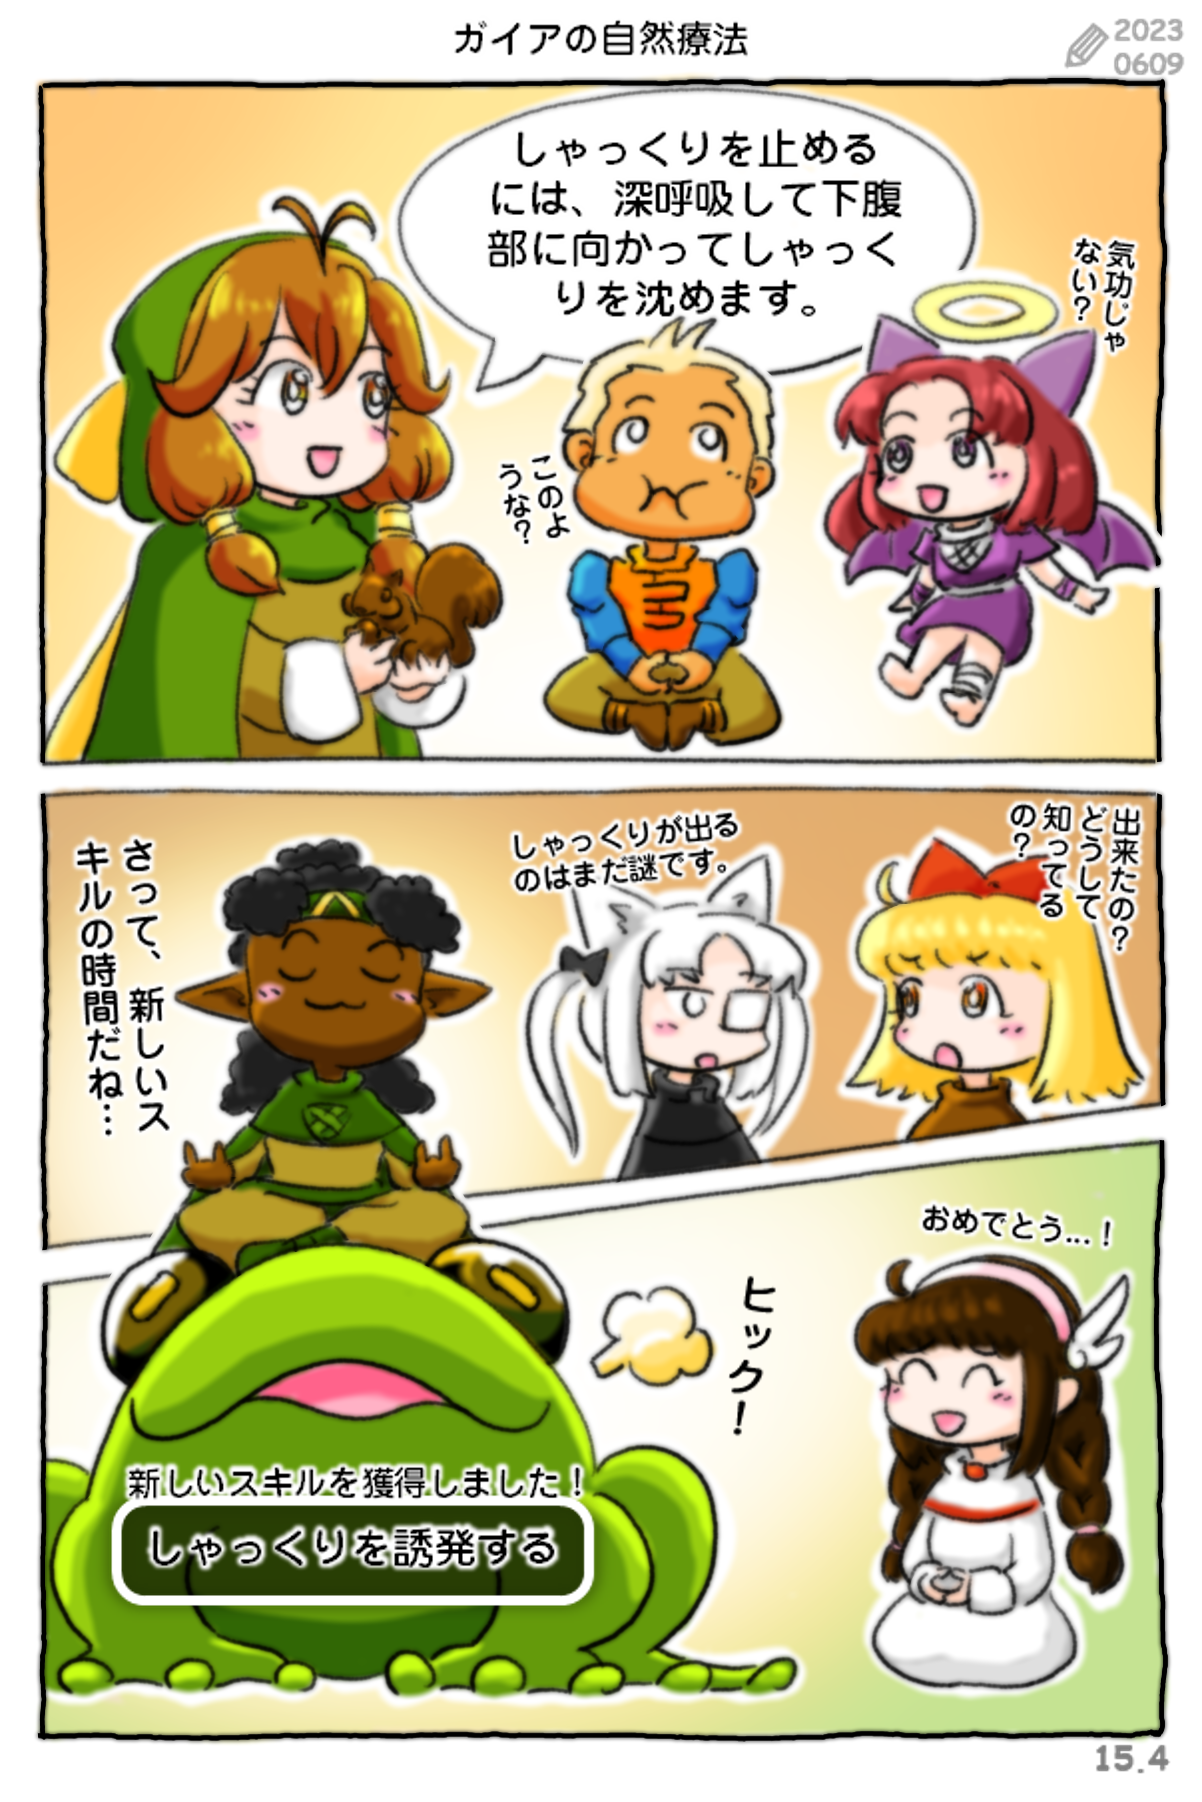 ガイアの自然療法
2023
0609
しゃっくりを止める
には、深呼吸して下腹
部に向かってしゃっく
りを沈めます。
気功じゃ
ない?
このよ
うな?
出来たの?
どうして
知ってる
の?
しゃっくりが出る
のはまだ謎です。
さって、新しいス
キルの時間だね…
おめでとう…!
ヒック!
新しいスキルを獲得しました!
しゃっくりを誘発する
15.4